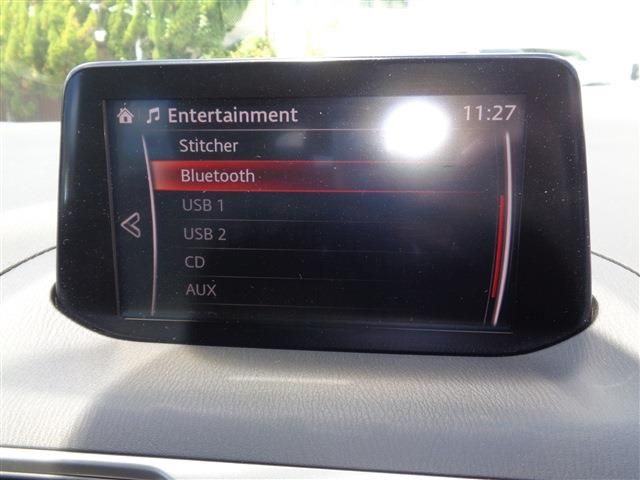 Entertainment 11:27
Stitcher
Bluetooth
USB 1
USB 2
CD
AUX